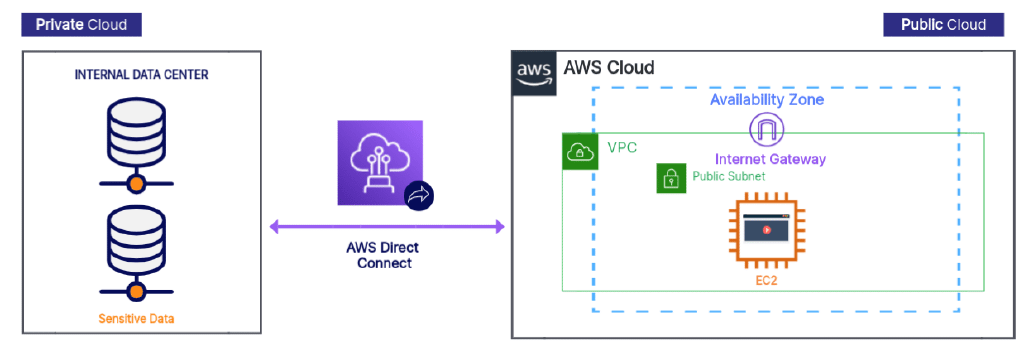 Private Cloud
Public Cloud
INTERNAL DATA CENTER
Sensitive Data
AWS Direct
Connect
aws
AWS Cloud
Availability Zone
Internet Gateway
VPC
Public Subnet
EC2